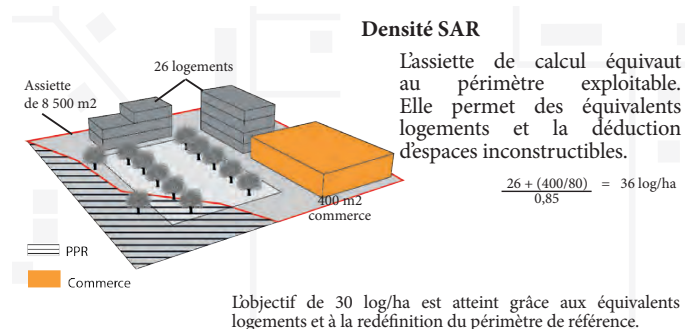 Densité SAR
L'assiette de calcul équivaut
au périmètre exploitable.
Elle permet des équivalents
logements et la déduction
d'espaces inconstructibles.
26 + (400/80) = 36 log/ha
0,85
26 logements
Assiette
de 8 500 m2
400 m2
commerce
PPR
Commerce
L'objectif de 30 log/ha est atteint grâce aux équivalents
logements et à la redéfinition du périmètre de référence.